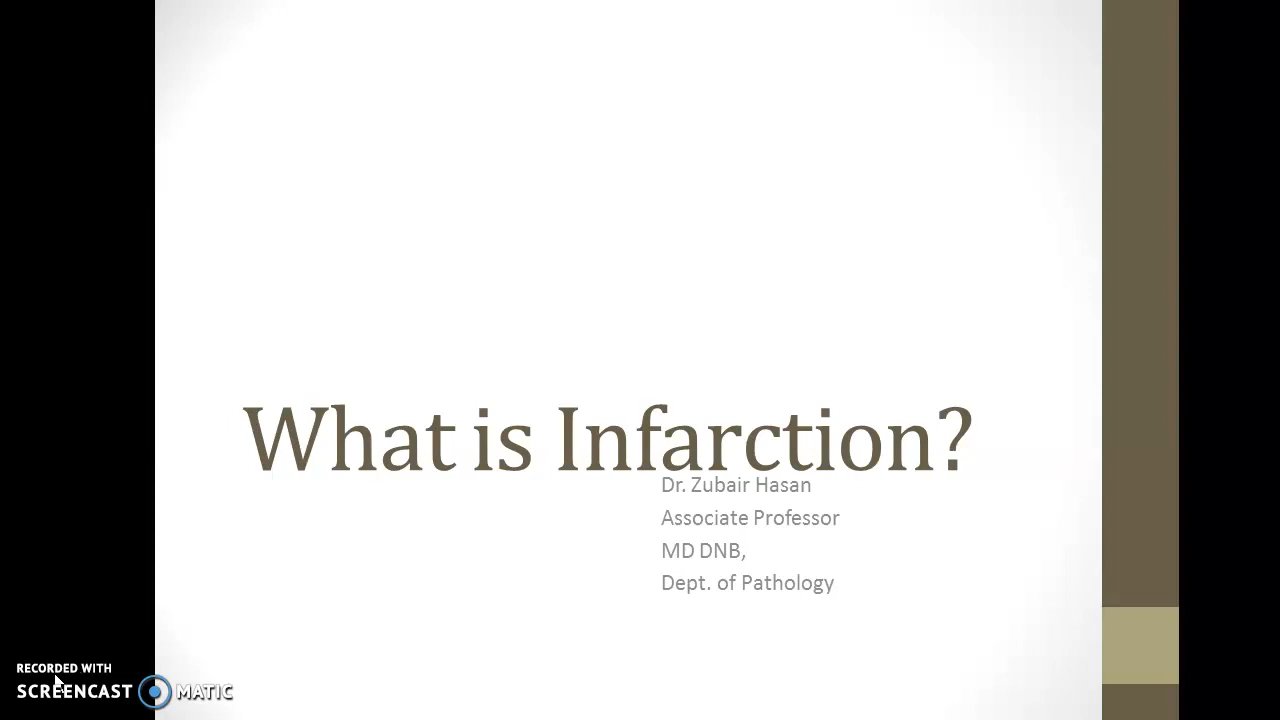 What is Infarction?
Dr. Zubair Hasan
Associate Professor
MD DNB,
Dept. of Pathology
RECORDED WITH
SCREENCAST MATIC